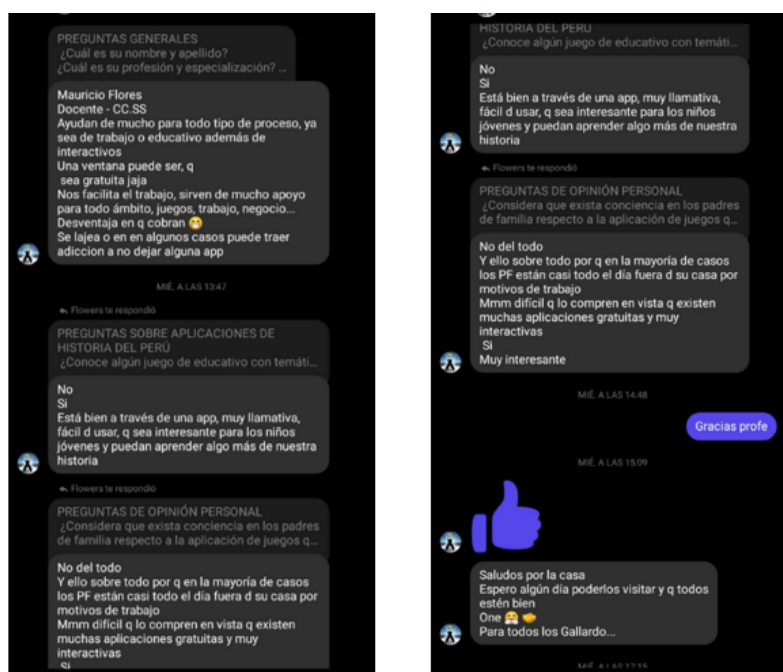 PREGUNTAS GENERALES
¿Cuál es su nombre y apellido?
¿Cuál es su profesión y especialización? ...
Mauricio Flores
Docente - CC.SS
Ayudan de mucho para todo tipo de proceso, ya
sea de trabajo o educativo además de
interactivos
Una ventana puede ser, q
sea gratuita jaja
Nos facilita el trabajo, sirven de mucho apoyo
para todo ámbito, juegos, trabajo, negocio...
Desventaja en q cobran 😁
Se lajea o en en algunos casos puede traer
adiccion a no dejar alguna app
MIÉ. A LAS 13:47
Flowers te respondió
PREGUNTAS SOBRE APLICACIONES DE
HISTORIA DEL PERÚ
¿Conoce algún juego de educativo con temáti...
No
Si
Está bien a través de una app, muy llamativa,
fácil d usar, q sea interesante para los niños
jóvenes y puedan aprender algo más de nuestra
historia
Flowers te respondió
PREGUNTAS DE OPINIÓN PERSONAL
¿Considera que exista conciencia en los padres
de familia respecto a la aplicación de juegos q...
No del todo
Y ello sobre todo por q en la mayoría de casos
los PF están casi todo el día fuera d su casa por
motivos de trabajo
Mmm difícil q lo compren en vista q existen
muchas aplicaciones gratuitas y muy
interactivas
Si
HISTORIA DEL PERÚ
¿Conoce algún juego de educativo con temáti...
No
Si
Está bien a través de una app, muy llamativa,
fácil d usar, q sea interesante para los niños
jóvenes y puedan aprender algo más de nuestra
historia
Flowers te respondió
PREGUNTAS DE OPINIÓN PERSONAL
¿Considera que exista conciencia en los padres
de familia respecto a la aplicación de juegos q...
No del todo
Y ello sobre todo por q en la mayoría de casos
los PF están casi todo el día fuera d su casa por
motivos de trabajo
Mmm difícil q lo compren en vista q existen
muchas aplicaciones gratuitas y muy
interactivas
Si
Muy interesante
MIÉ. A LAS 14:48
Gracias profe
MIÉ. A LAS 15:09
Saludos por la casa
Espero algún día poderlos visitar y q todos
estén bien
One
Para todos los Gallardo...
MIÉ. A LAS 17:15